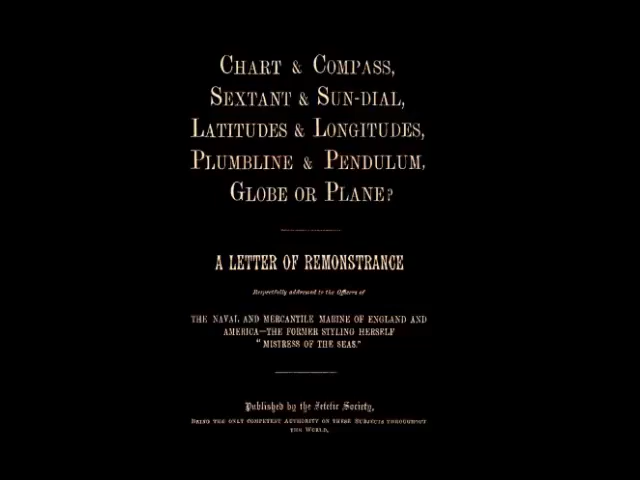 CHART & COMPASS,
SEXTANT & SUN-DIAL,
LATITUDES & LONGITUDES,
PLUMBLINE & PENDULUM,
GLOBE OR PLANE?
A LETTER OF REMONSTRANCE
Respectfully addressed to the Officers of
THE NAVAL AND MERCANTILE MARINE OF ENGLAND AND
AMERICA—THE FORMER STYLING HERSELF
"MISTRESS OF THE SEAS."
Published by the Zetetic Society,
BEING THE ONLY COMPETENT AUTHORITY ON THESE SUBJECTS THROUGHOUT
THE WORLD.